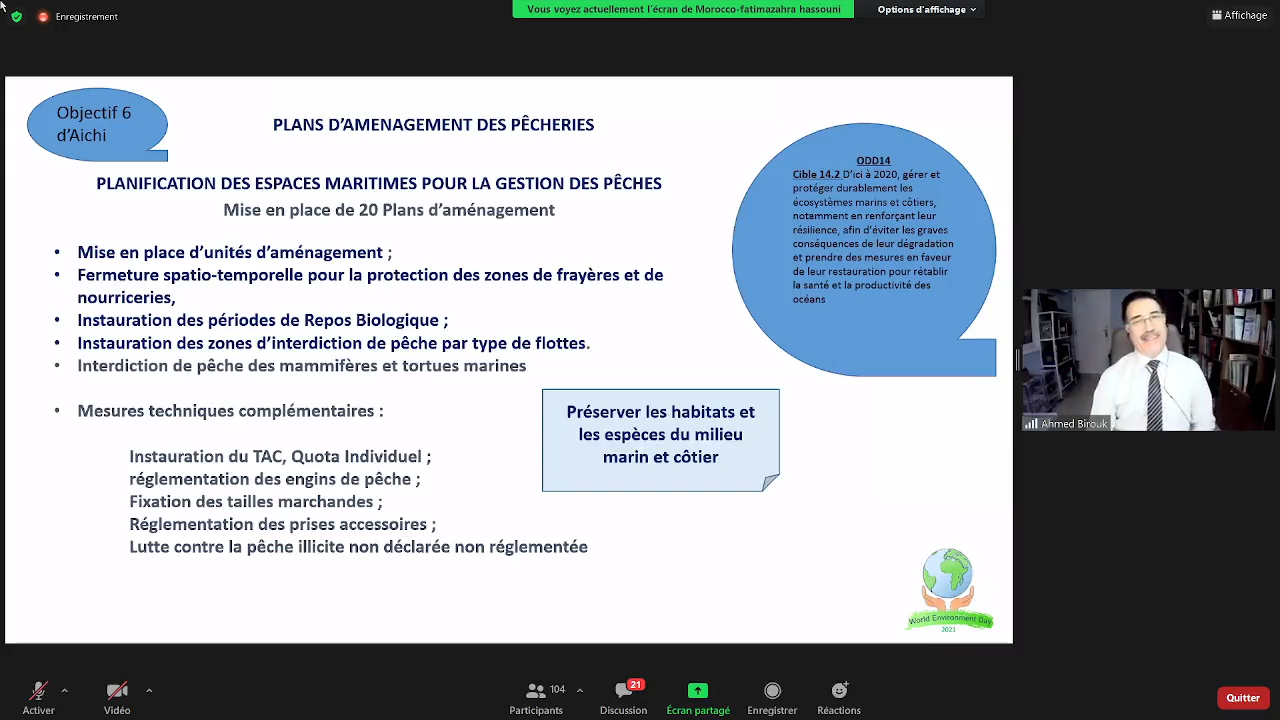 Enregistrement
Vous voyez actuellement l'écran de Morocco-fatimazahra hassouni
Options d'affichage
Affichage
Objectif 6
d'Aichi
PLANS D'AMENAGEMENT DES PÊCHERIES
PLANIFICATION DES ESPACES MARITIMES POUR LA GESTION DES PÊCHES
Mise en place de 20 Plans d'aménagement
• Mise en place d'unités d'aménagement ;
• Fermeture spatio-temporelle pour la protection des zones de frayères et de
nourriceries,
• Instauration des périodes de Repos Biologique ;
• Instauration des zones d'interdiction de pêche par type de flottes.
• Interdiction de pêche des mammifères et tortues marines
• Mesures techniques complémentaires :
Instauration du TAC, Quota Individuel ;
réglementation des engins de pêche ;
Fixation des tailles marchandes ;
Réglementation des prises accessoires ;
Lutte contre la pêche illicite non déclarée non réglementée
Préserver les habitats et
les espèces du milieu
marin et côtier
ODD14
Cible 14.2 D'ici à 2020, gérer et
protéger durablement les
écosystèmes marins et côtiers,
notamment en renforçant leur
résilience, afin d'éviter les graves
conséquences de leur dégradation
et prendre des mesures en faveur
de leur restauration pour rétablir
la santé et la productivité des
océans
World Environment Day
2021
Ahmed Birouk
Activer
Vidéo
104
Participants
21
Discussion
Écran partagé
Enregistrer
Réactions
Quitter